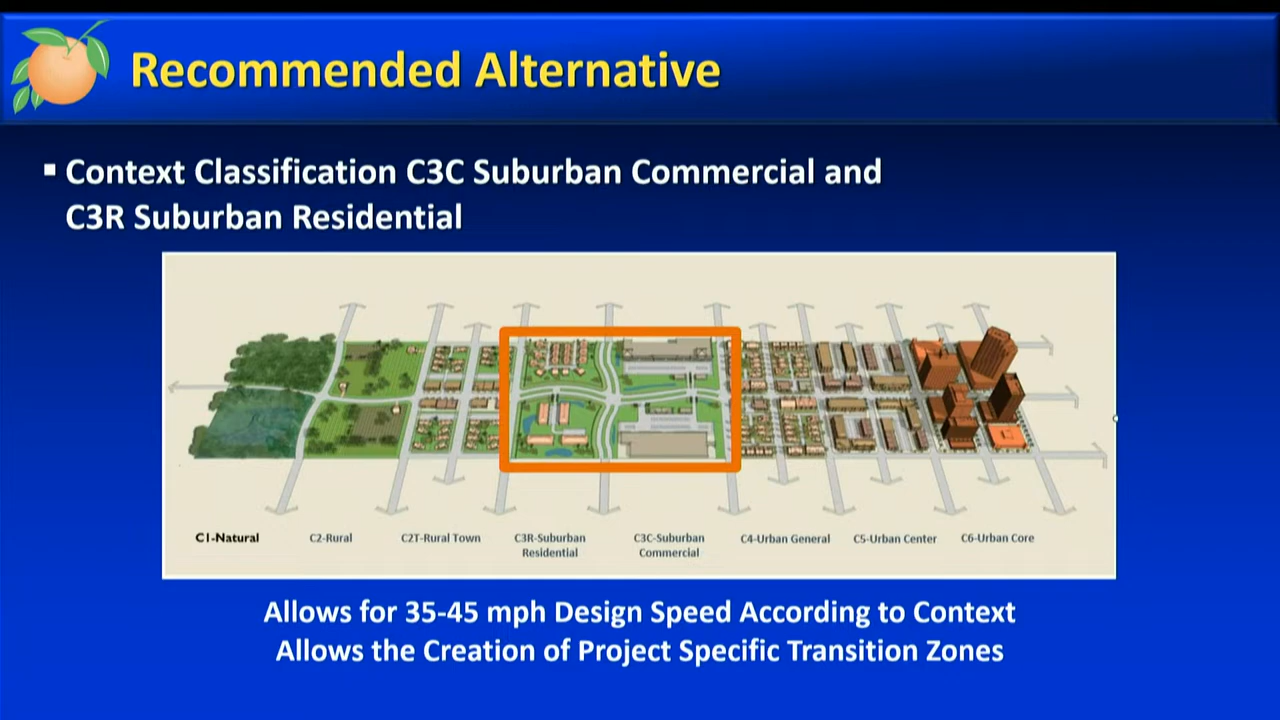 Recommended Alternative
▪ Context Classification C3C Suburban Commercial and
C3R Suburban Residential
C1-Natural
C2-Rural
C2T-Rural Town
C3R-Suburban
Residential
C3C-Suburban
Commercial
C4-Urban General
C5-Urban Center
C6-Urban Core
Allows for 35-45 mph Design Speed According to Context
Allows the Creation of Project Specific Transition Zones